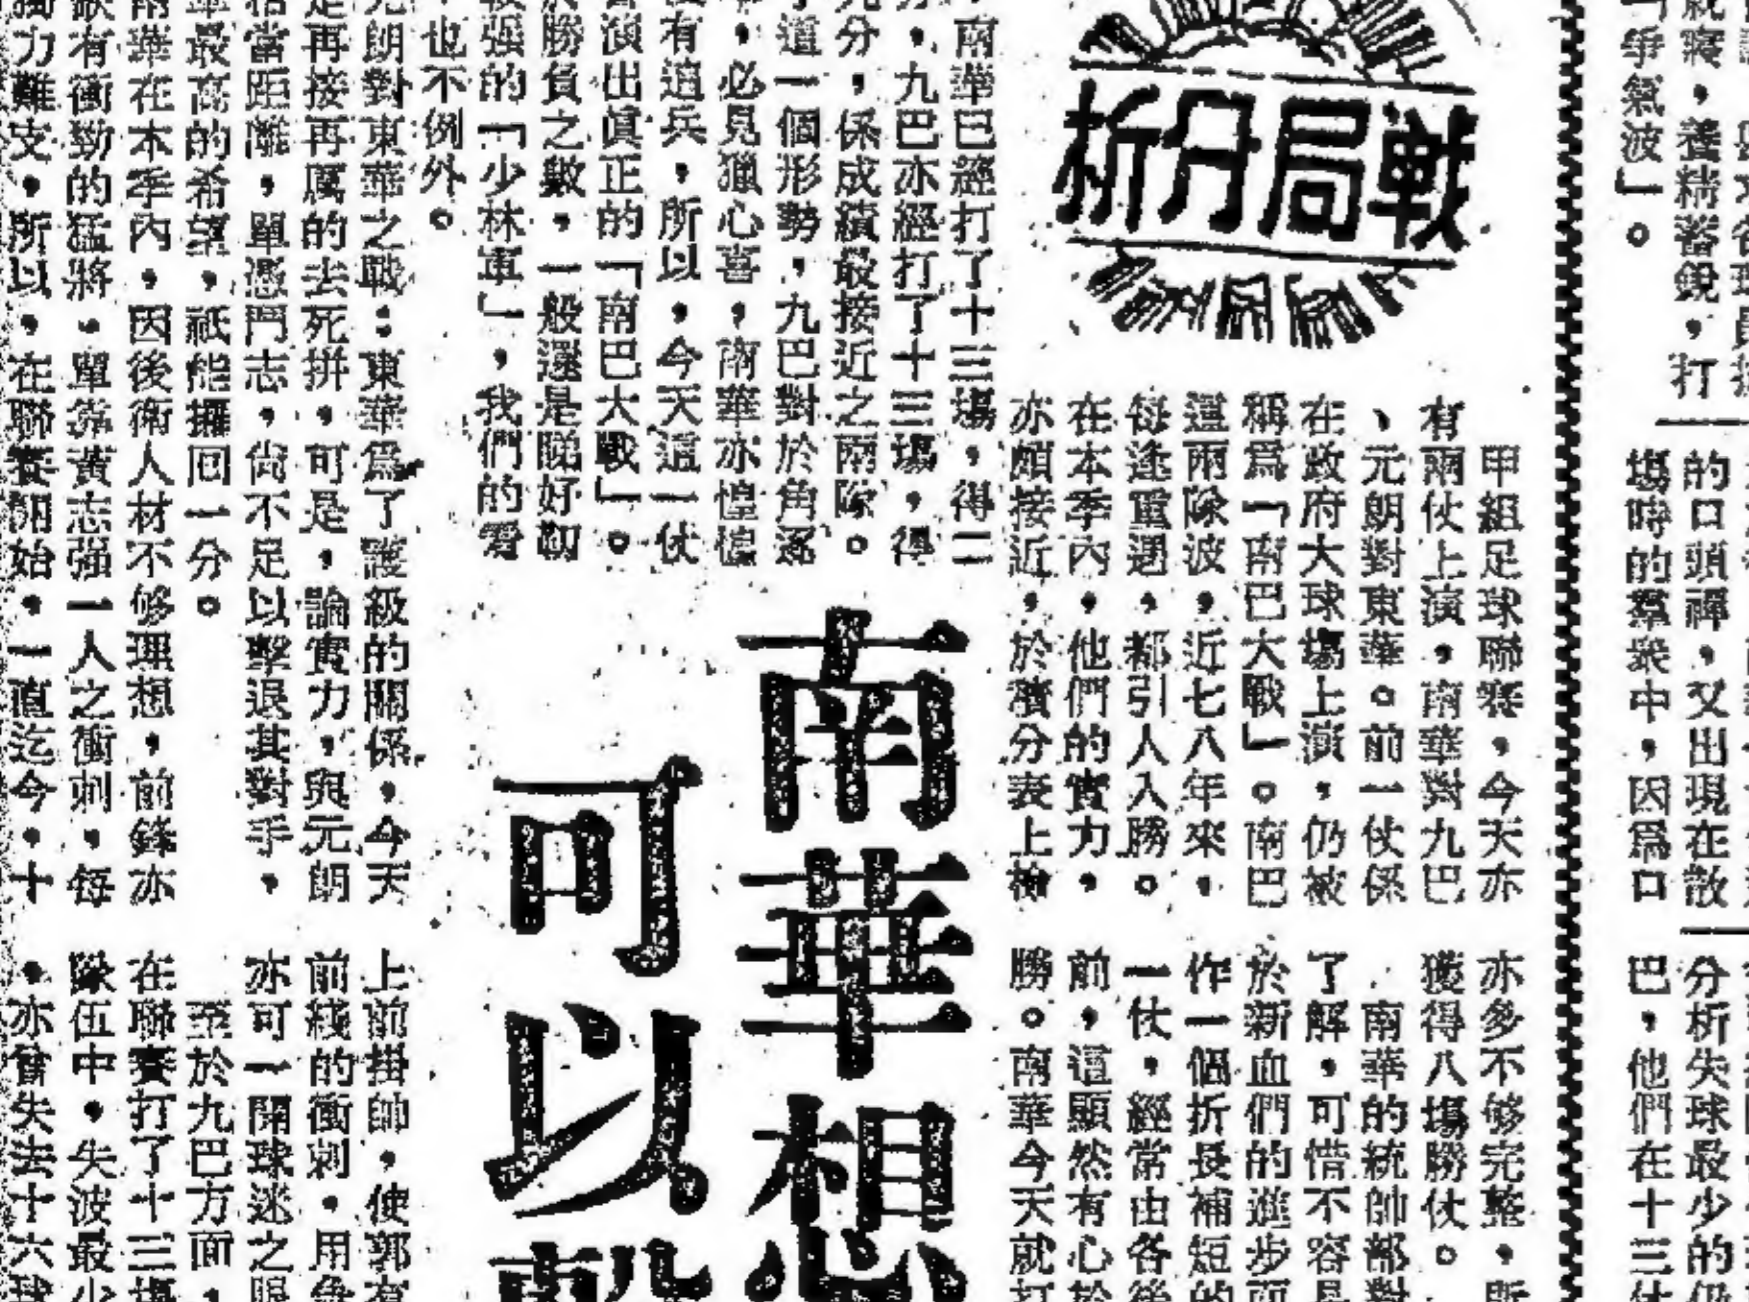 就寢，養精蓄銳，打
「爭氣波」。
的口頭禪，又出現在散
場時的羣衆中，因爲口
分析失球最少的仍
巴，他們在十三仗
戰局分析
南華想
可以
甲組足球聯賽，今天亦
有兩仗上演，南華對九巴
、元朗對東華。前一仗係
在政府大球場上演，仍被
稱爲「南巴大戰」。南巴
這兩隊波，近七八年來，
每逢重遇，都引人入勝。
在本季內，他們的實力，
亦頗接近，於積分表上
南華已經打了十三場，得二
，九巴亦經打了十三場，得
分，係成績最接近之兩隊。
道一個形勢，九巴對於角逐
，必見獵心喜，南華亦惶惶
有追兵，所以，今天這一仗
演出眞正的「南巴大戰」。
勝負之數，一般還是睇好
强的「少林軍」，我們的看
也不例外。
元朗對東華之戰：東華爲了護級的關係，今天
是再接再厲的去死拼，可是，論實力，與元朗
相當距離，單憑鬥志，尙不足以擊退其對手，
最高的希望，祇能攞囘一分。
南華在本季內，因後衛人材不够理想，前鋒亦
缺有衝勁的猛將，單靠黃志强一人之衝刺，每
獨力難支，所以，在聯賽開始，一直迄今，十
亦多不够完整，所
獲得八場勝仗。
南華的統帥部對
了解，可惜不容易
於新血們的進步而
作一個折長補短的
一仗，經常由各後
前，這顯然有心於
勝。南華今天就打
上前掛帥，使郭有
前綫的衝刺，用
亦可一開球迷之眼
至於九巴方面，
在聯賽打了十三場
隊伍中，失波最少
，亦曾失去十六球